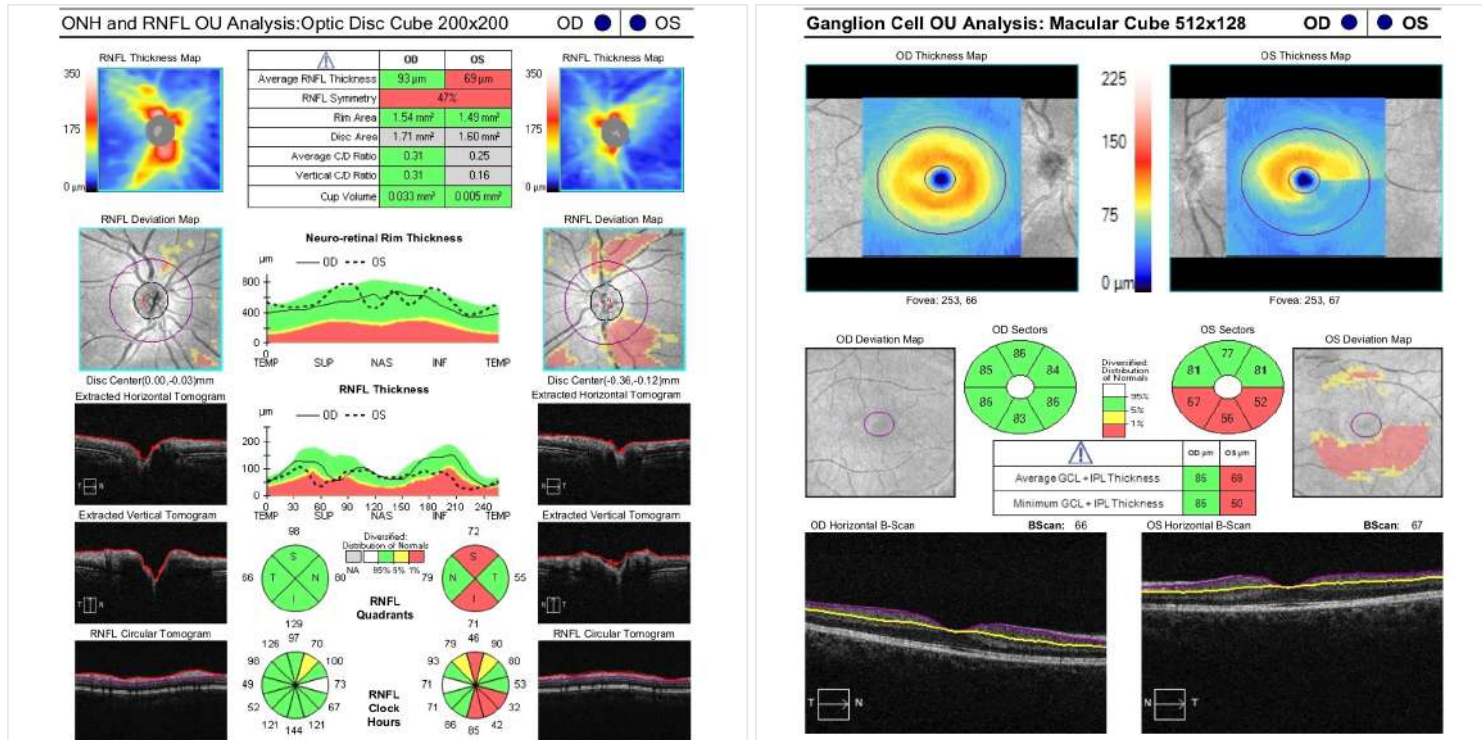 ONH and RNFL OU Analysis:Optic Disc Cube 200x200 OD OS
RNFL Thickness Map
350
175
0 µm
OD OS
Average RNFL Thickness 93 µm 69 µm
RNFL Symmetry 47%
Rim Area 1.54 mm² 1.49 mm²
Disc Area 1.71 mm² 1.60 mm²
Average C/D Ratio 0.31 0.25
Vertical C/D Ratio 0.31 0.16
Cup Volume 0.033 mm³ 0.005 mm³
RNFL Thickness Map
350
175
0 µm
RNFL Deviation Map
Disc Center(0.00,-0.03)mm
Neuro-retinal Rim Thickness
µm OD OS
800
400
0
TEMP SUP NAS INF TEMP
RNFL Deviation Map
Disc Center(-0.36,-0.12)mm
Extracted Horizontal Tomogram
T N
RNFL Thickness
µm OD OS
200
100
0
0 30 60 90 120 150 180 210 240
TEMP SUP NAS INF TEMP
Extracted Horizontal Tomogram
Extracted Vertical Tomogram
Diversified:
Distribution of Normals
NA 95% 5% 1%
98
66 S T N I 80
129
RNFL
Quadrants
72
79 S N T I 55
71
Extracted Vertical Tomogram
RNFL Circular Tomogram
97
126 70
98 100
49 73
52 67
121 121
144
RNFL
Clock
Hours
46
79 90
93 80
71 53
71 32
86 42
85
RNFL Circular Tomogram
Ganglion Cell OU Analysis: Macular Cube 512x128 OD OS
OD Thickness Map
Fovea: 253, 66
225
150
75
0 µm
OS Thickness Map
Fovea: 253, 67
OD Deviation Map
OD Sectors
86
85 84
86 86
83
Diversified:
Distribution
of Normals
95%
5%
1%
OS Sectors
77
81 81
67 52
56
OS Deviation Map
OD µm OS µm
Average GCL + IPL Thickness 85 69
Minimum GCL + IPL Thickness 85 50
OD Horizontal B-Scan BScan: 66
T N
OS Horizontal B-Scan BScan: 67
N T